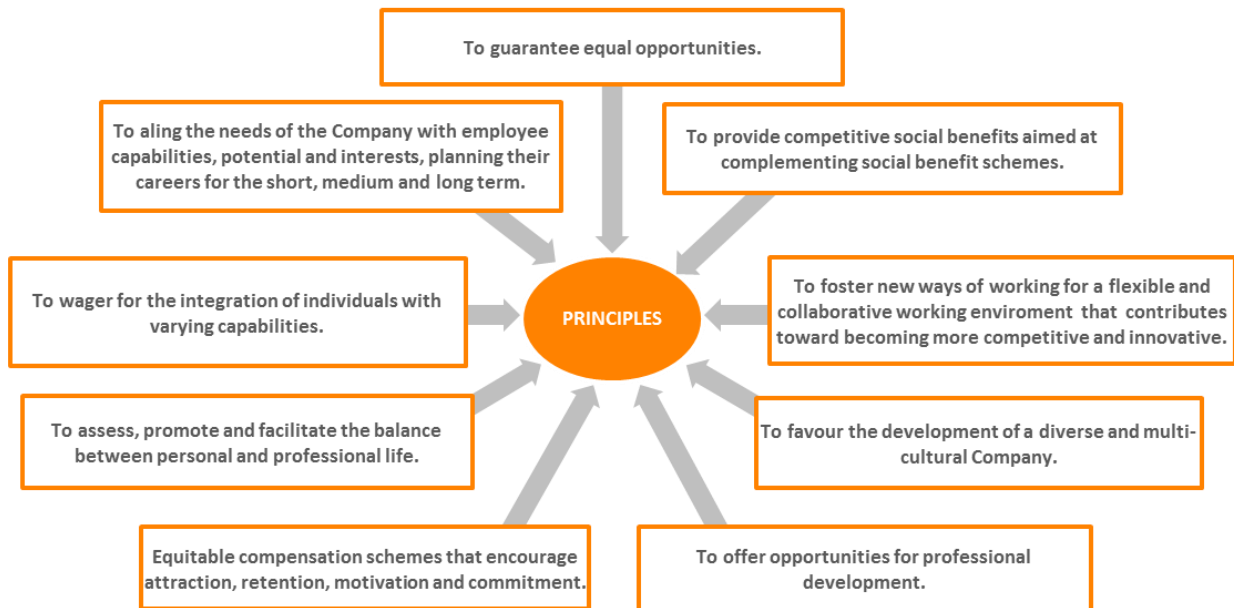 To guarantee equal opportunities.
To aling the needs of the Company with employee
capabilities, potential and interests, planning their
careers for the short, medium and long term.
To provide competitive social benefits aimed at
complementing social benefit schemes.
To wager for the integration of individuals with
varying capabilities.
PRINCIPLES
To foster new ways of working for a flexible and
collaborative working enviroment that contributes
toward becoming more competitive and innovative.
To assess, promote and facilitate the balance
between personal and professional life.
To favour the development of a diverse and multi-
cultural Company.
Equitable compensation schemes that encourage
attraction, retention, motivation and commitment.
To offer opportunities for professional
development.